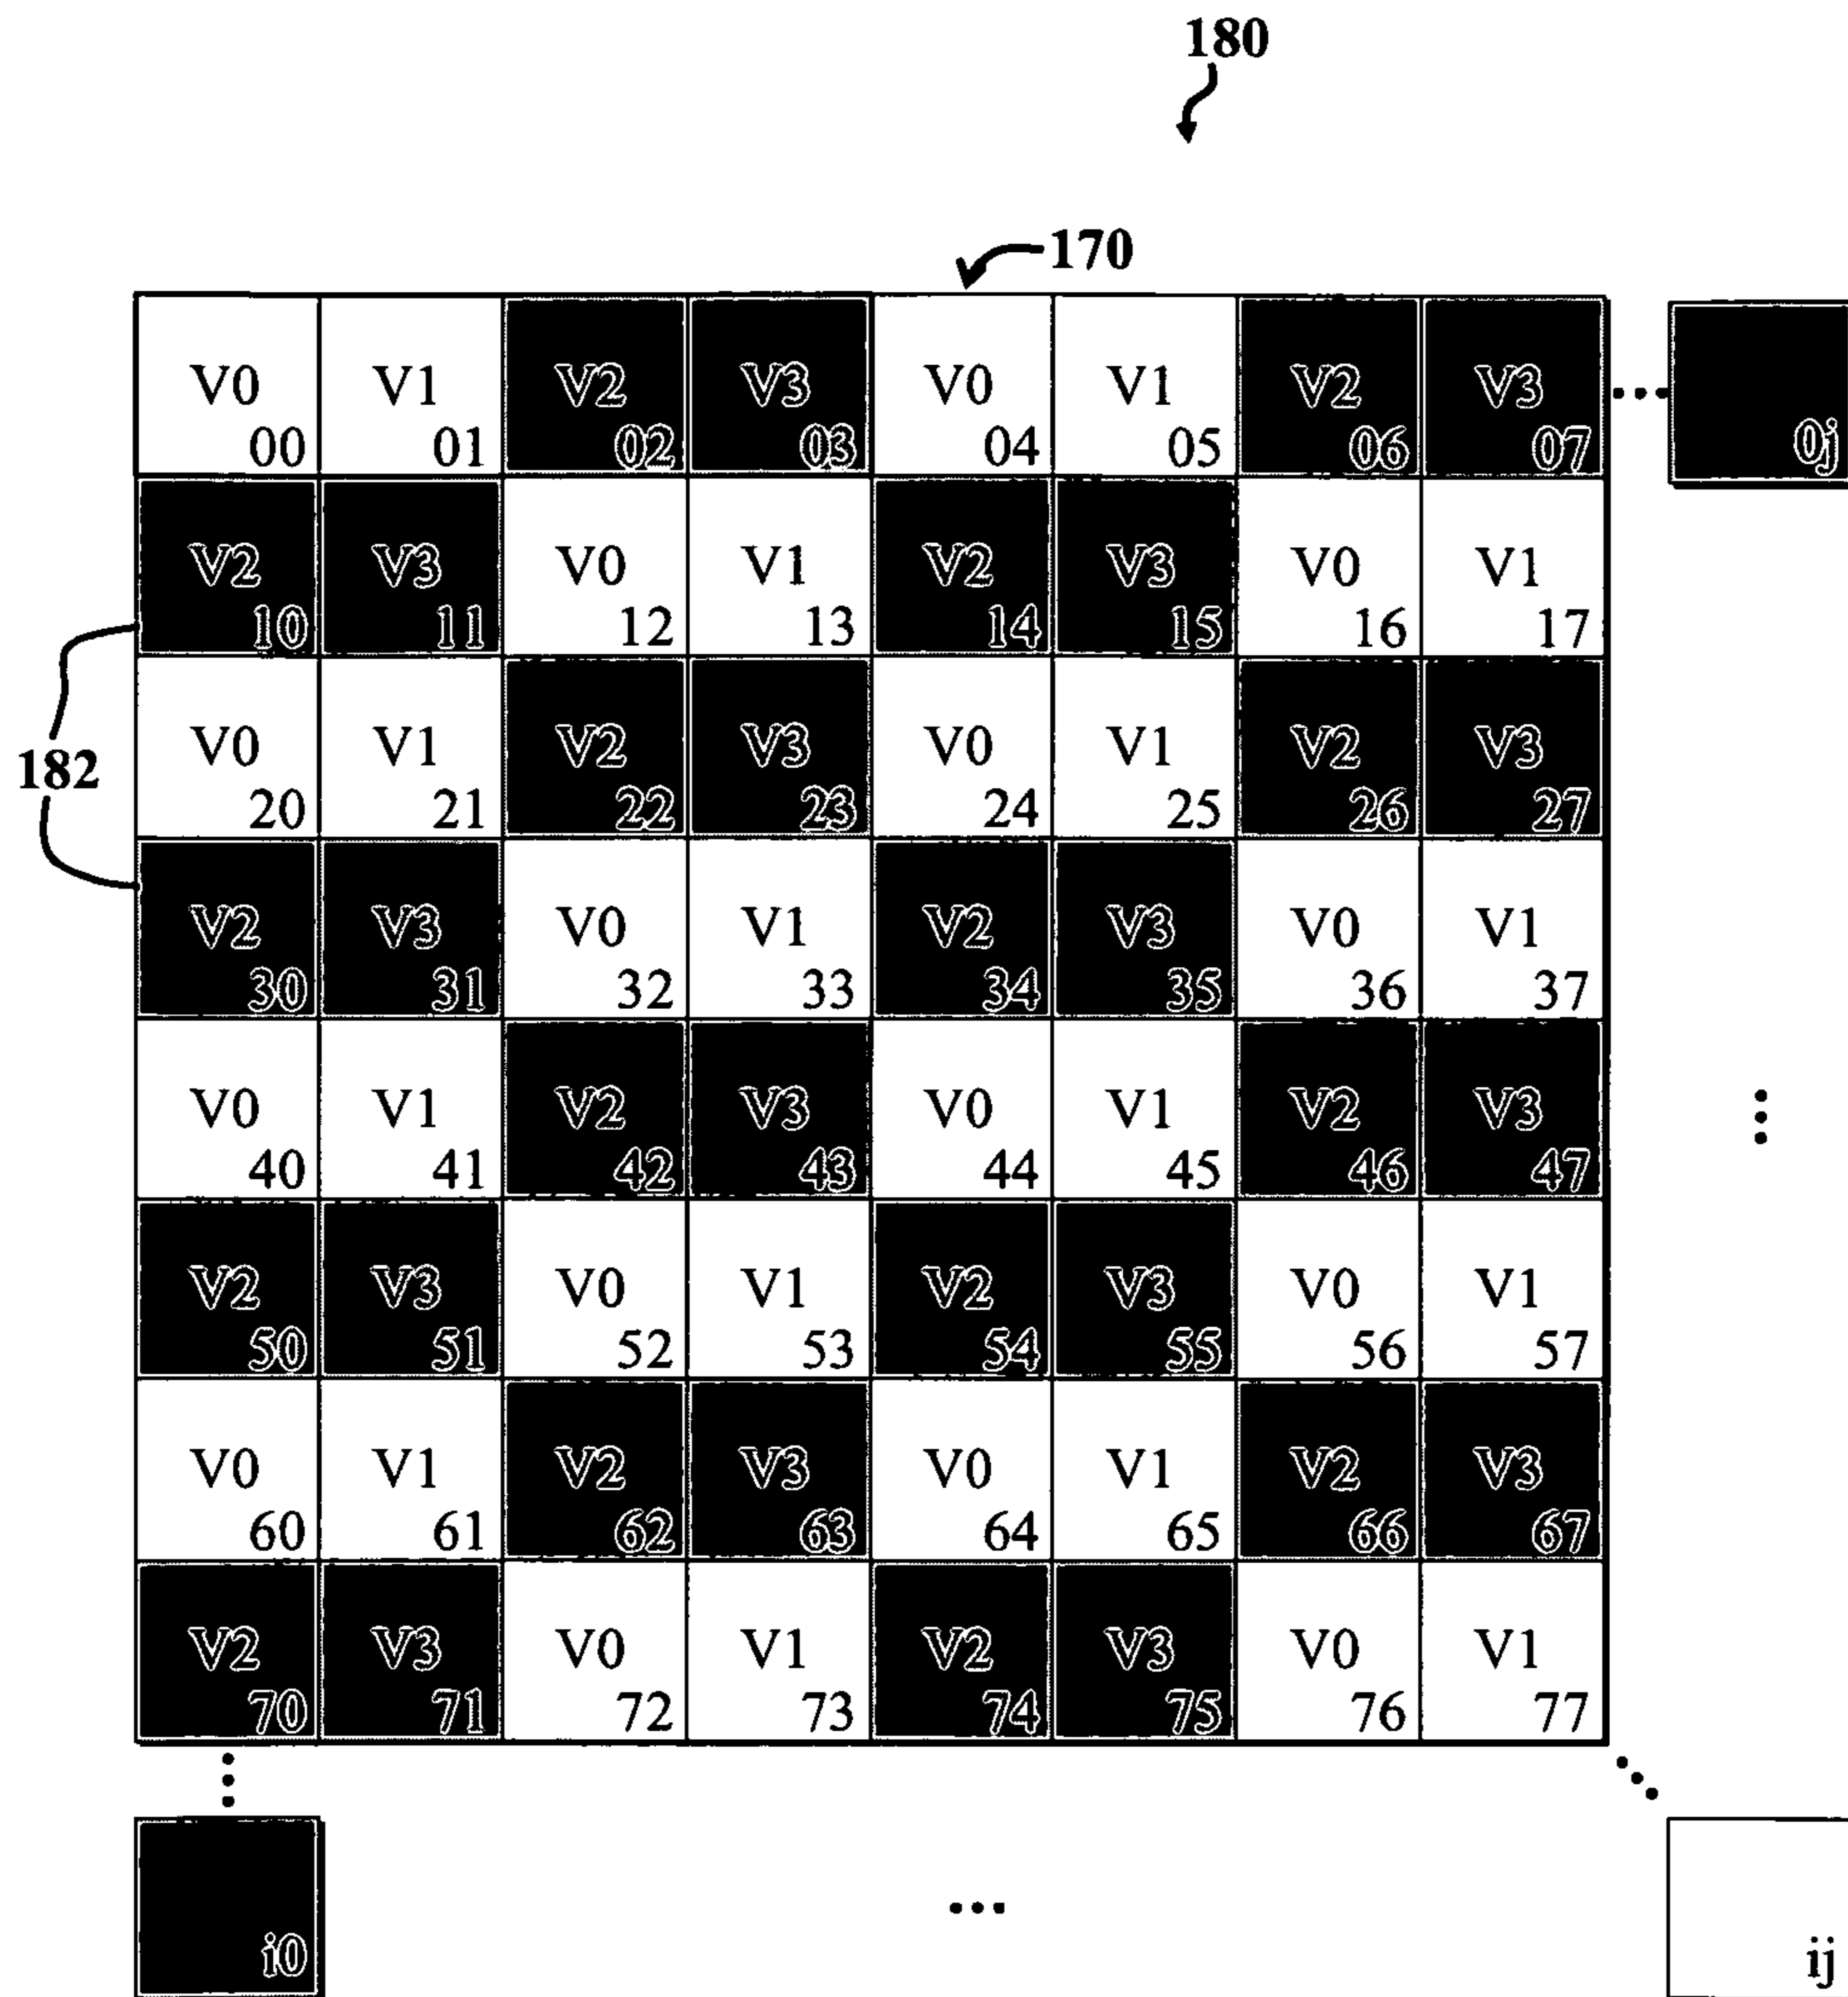 180
170
V0 V1 V2 V3 V0 V1 V2 V3 ...
00 01 02 03 04 05 06 07 0j
V2 V3 V0 V1 V2 V3 V0 V1
10 11 12 13 14 15 16 17
V0 V1 V2 V3 V0 V1 V2 V3
182
20 21 22 23 24 25 26 27
V2 V3 V0 V1 V2 V3 V0 V1
30 31 32 33 34 35 36 37
V0 V1 V2 V3 V0 V1 V2 V3
40 41 42 43 44 45 46 47
V2 V3 V0 V1 V2 V3 V0 V1
50 51 52 53 54 55 56 57
V0 V1 V2 V3 V0 V1 V2 V3
60 61 62 63 64 65 66 67
V2 V3 V0 V1 V2 V3 V0 V1
70 71 72 73 74 75 76 77
...
i0 ij